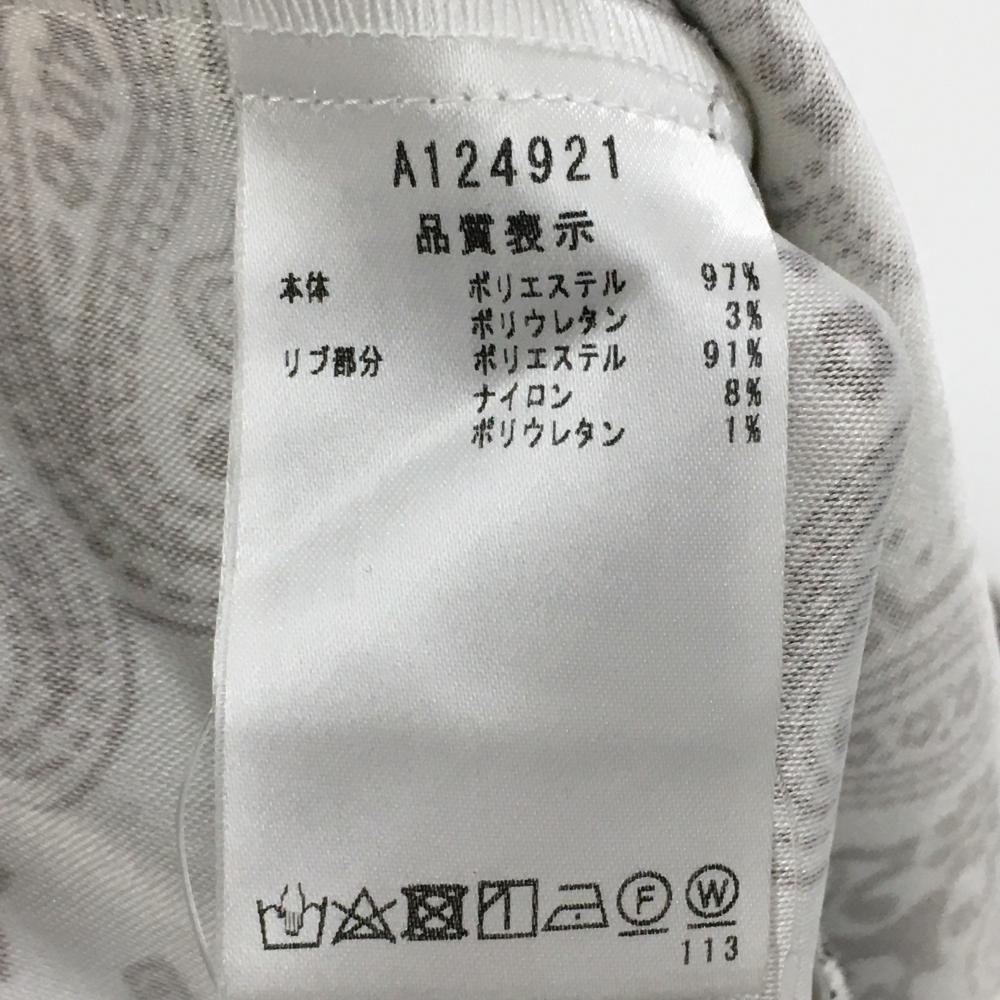 A124921
品質表示
本体 ポリエステル 97%
ポリウレタン 3%
リブ部分 ポリエステル 91%
ナイロン 8%
ポリウレタン 1%
F W
113